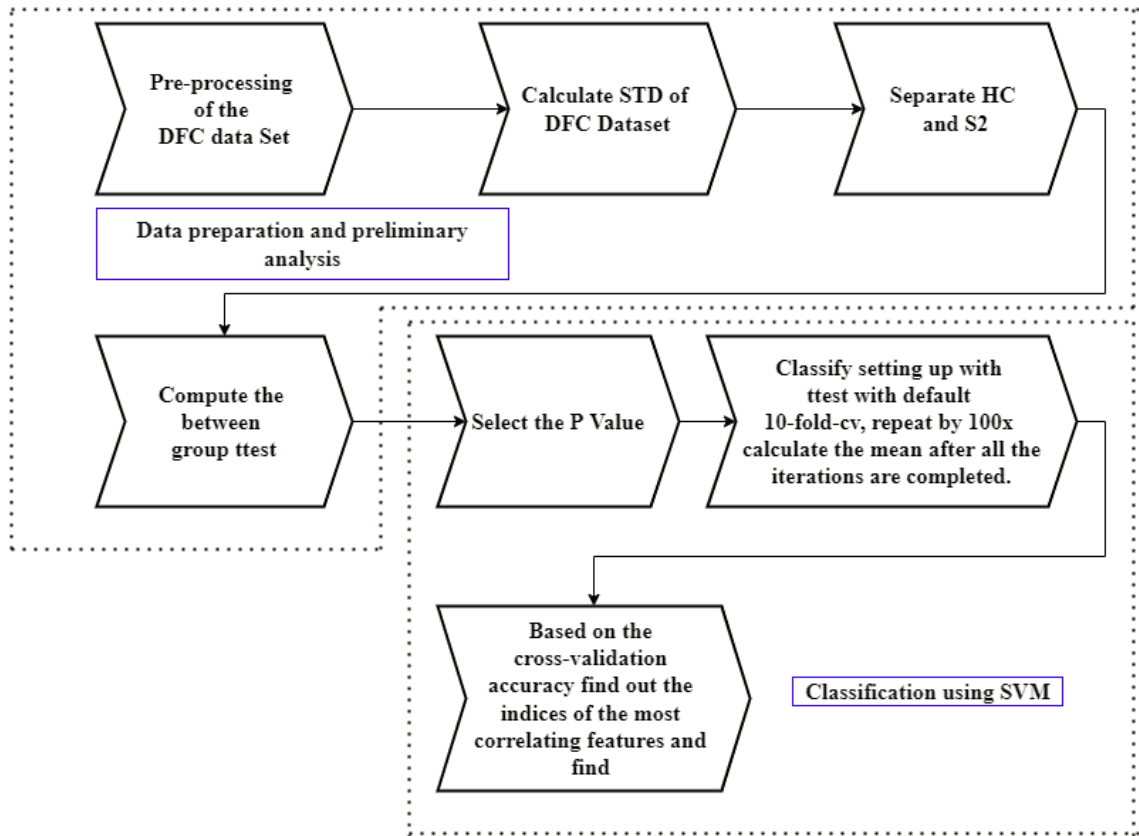 Pre-processing
of the
DFC data Set
Calculate STD of
DFC Dataset
Separate HC
and S2
Data preparation and preliminary
analysis
Compute the
between
group ttest
Select the P Value
Classify setting up with
ttest with default
10-fold-cv, repeat by 100x
calculate the mean after all the
iterations are completed.
Based on the
cross-validation
accuracy find out the
indices of the most
correlating features and
find
Classification using SVM